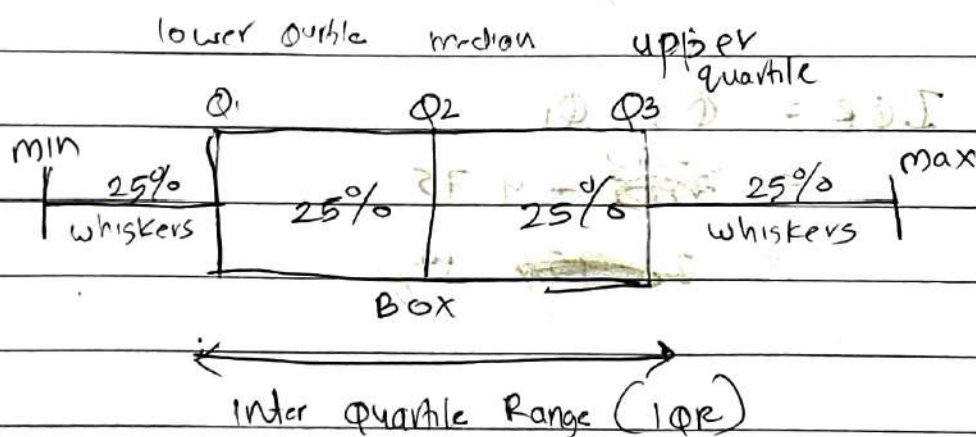 lower median upper
quartile
Q1 Q2 Q3
min max
25% 25% 25% 25%
whiskers whiskers
BOX
Inter Quartile Range (IQR)